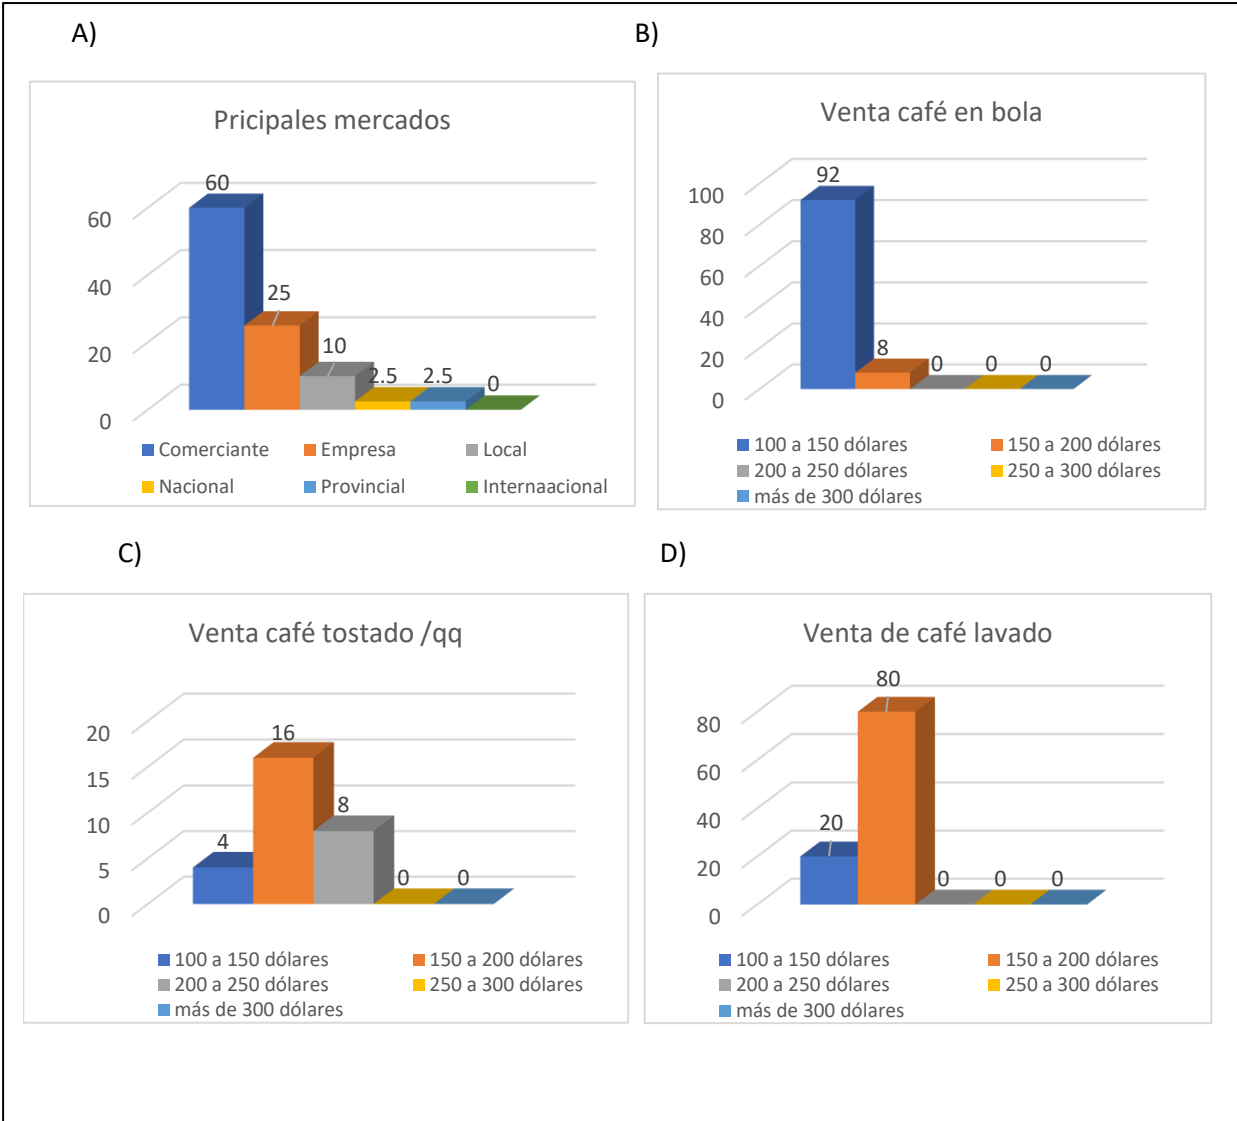 A)
Pricipales mercados
60
60
25
40
10
20
2.5 2.5 0
0
Comerciante Empresa Local
Nacional Provincial Internaacional
B)
Venta café en bola
92
100
80
60
40
8
20
0 0 0
0
100 a 150 dólares 150 a 200 dólares
200 a 250 dólares 250 a 300 dólares
más de 300 dólares
C)
Venta café tostado /qq
20
16
15
10
8
5
4
0 0
0
100 a 150 dólares 150 a 200 dólares
200 a 250 dólares 250 a 300 dólares
más de 300 dólares
D)
Venta de café lavado
80
80
60
40
20
20
0 0 0
0
100 a 150 dólares 150 a 200 dólares
200 a 250 dólares 250 a 300 dólares
más de 300 dólares